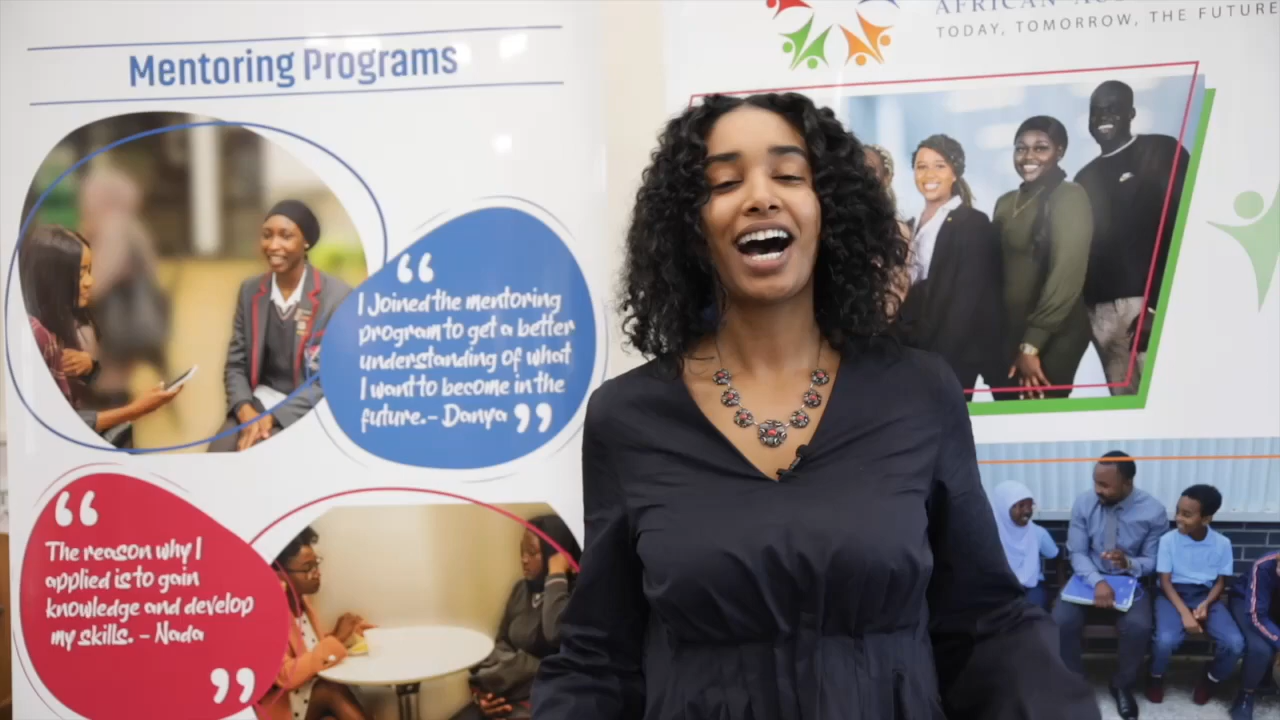 Mentoring Programs
“
I Joined the mentoring
program to get a better
understanding of what
I want to become in the
future. - Danya ”
“
The reason why I
applied is to gain
knowledge and develop
my skills. - Nada
”
AFRICAN
TODAY, TOMORROW, THE FUTURE